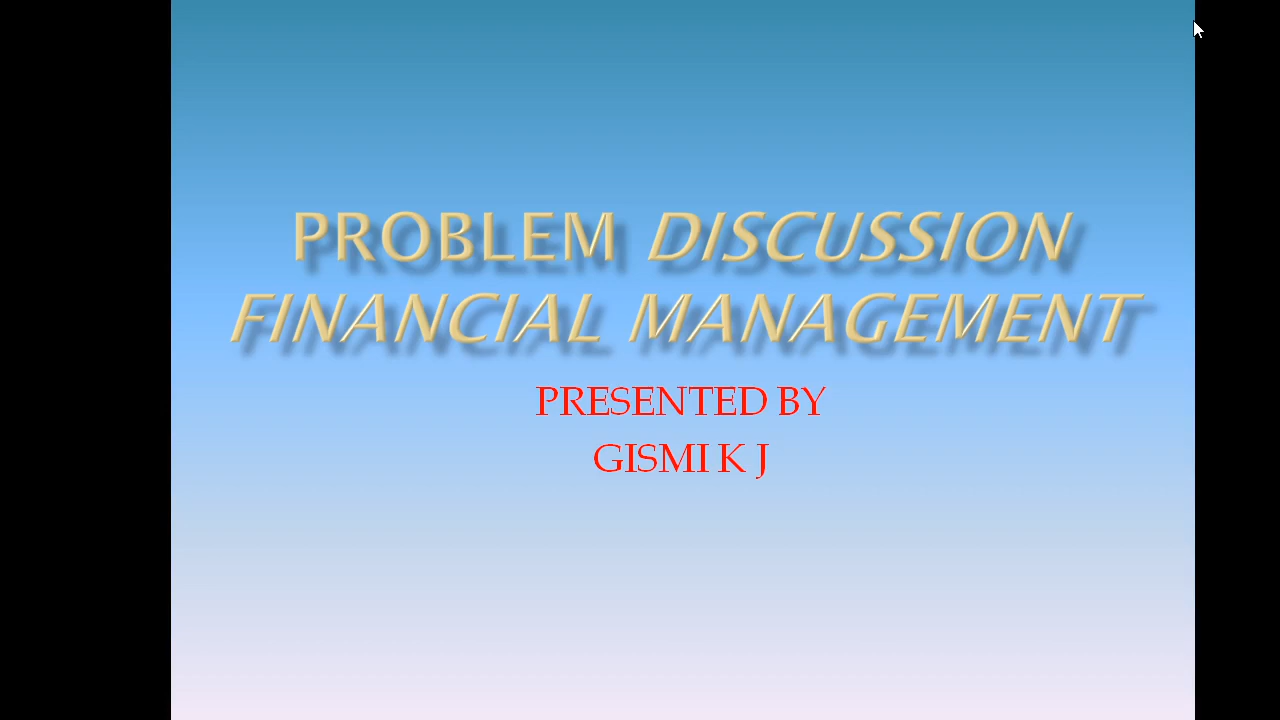 PROBLEM DISCUSSION
FINANCIAL MANAGEMENT
PRESENTED BY
GISMI K J